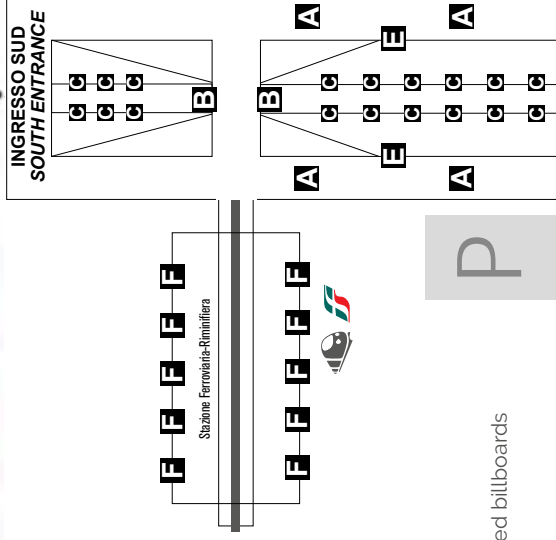 INGRESSO SUD
SOUTH ENTRANCE
C C
C C
C C
F F F F F
B
Stazione Ferroviaria-Riminifiera
B
F F F F F
A A
C C
C C
E E
C C
C C
A A
P
C C
ed billboards
C C